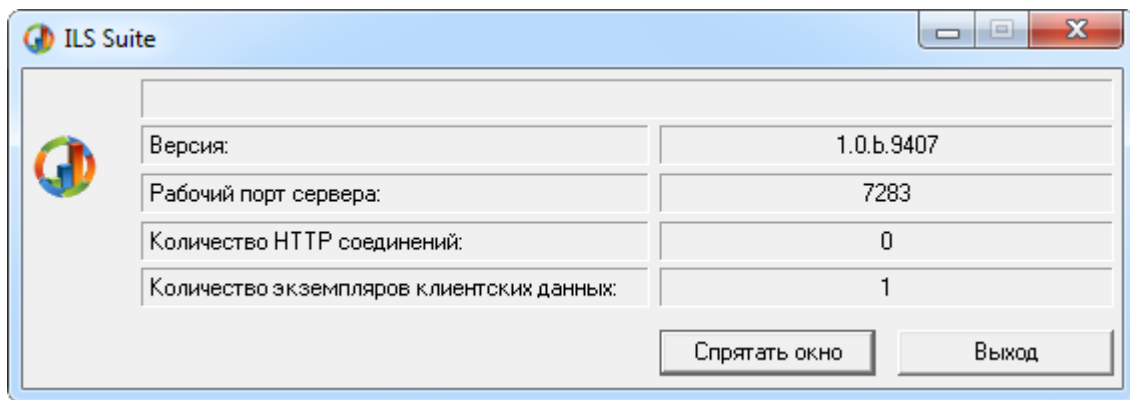 ILS Suite
Версия: 1.0.b.9407
Рабочий порт сервера: 7283
Количество HTTP соединений: 0
Количество экземпляров клиентских данных: 1
Спрятать окно Выход